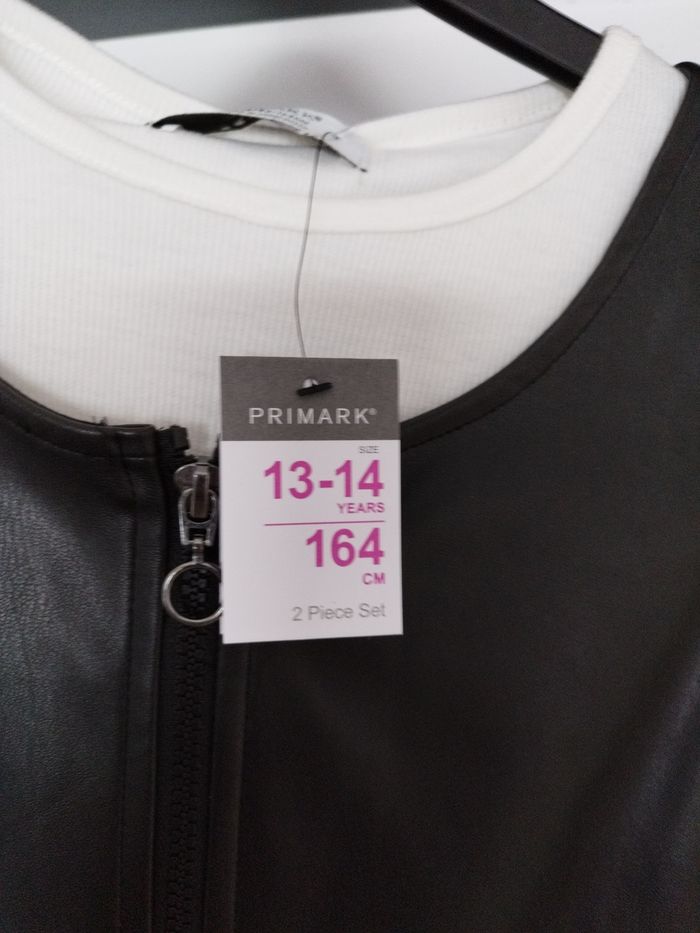 PRIMARK®
SIZE
13-14
YEARS
164
CM
2 Piece Set